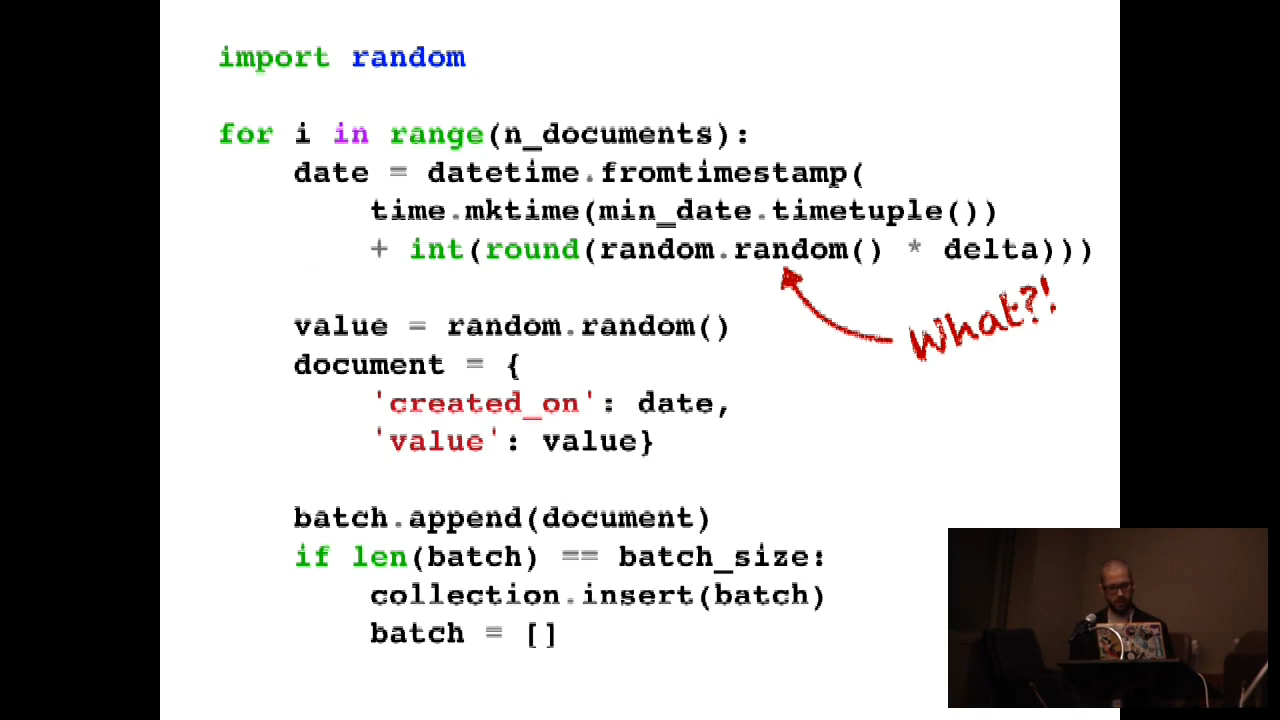 import random
for i in range(n_documents):
date = datetime.fromtimestamp(
time.mktime(min_date.timetuple())
+ int(round(random.random() * delta)))
What?!
value = random.random()
document = {
'created_on': date,
'value': value}
batch.append(document)
if len(batch) == batch_size:
collection.insert(batch)
batch = []